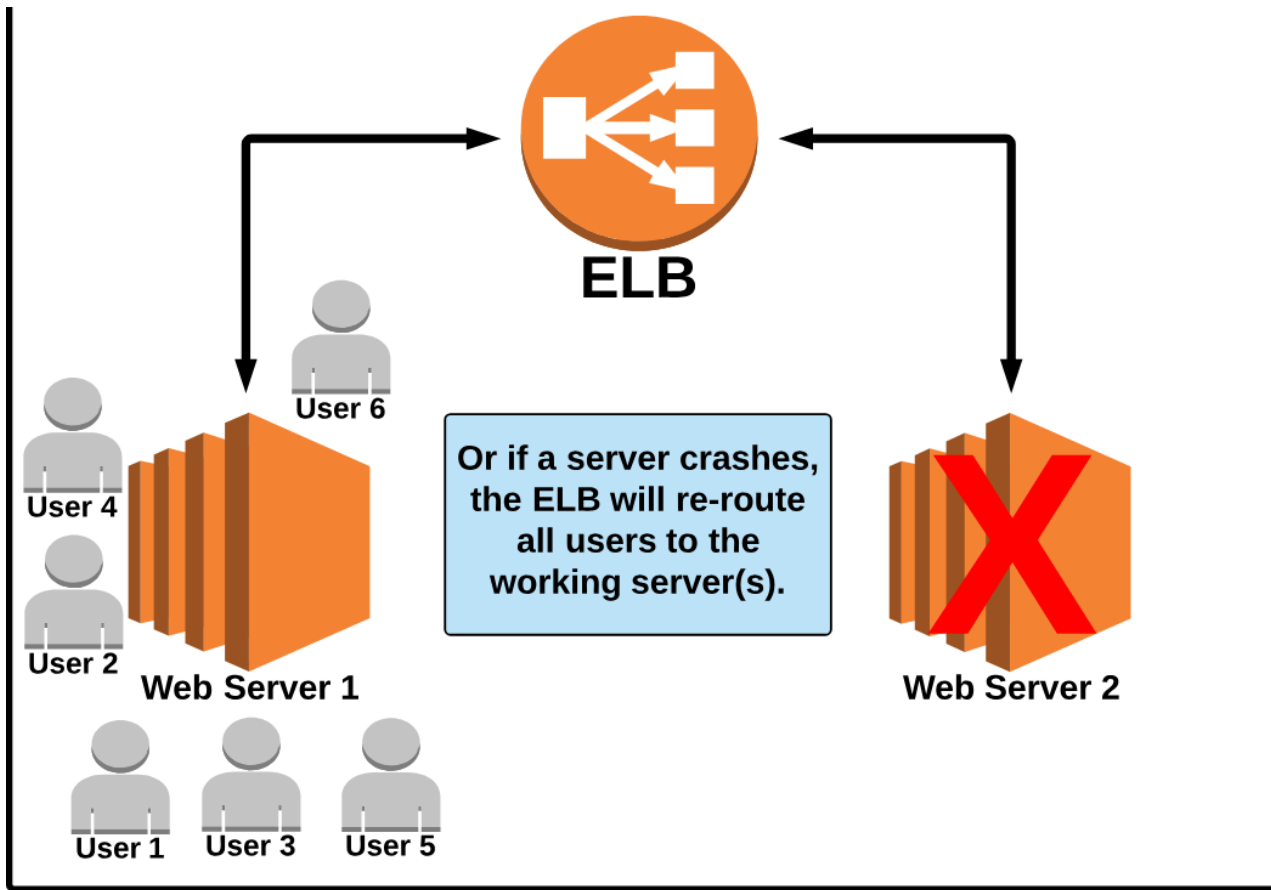 ELB
User 6
User 4
Or if a server crashes,
the ELB will re-route
all users to the
working server(s).
X
User 2
Web Server 1
Web Server 2
User 1
User 3
User 5